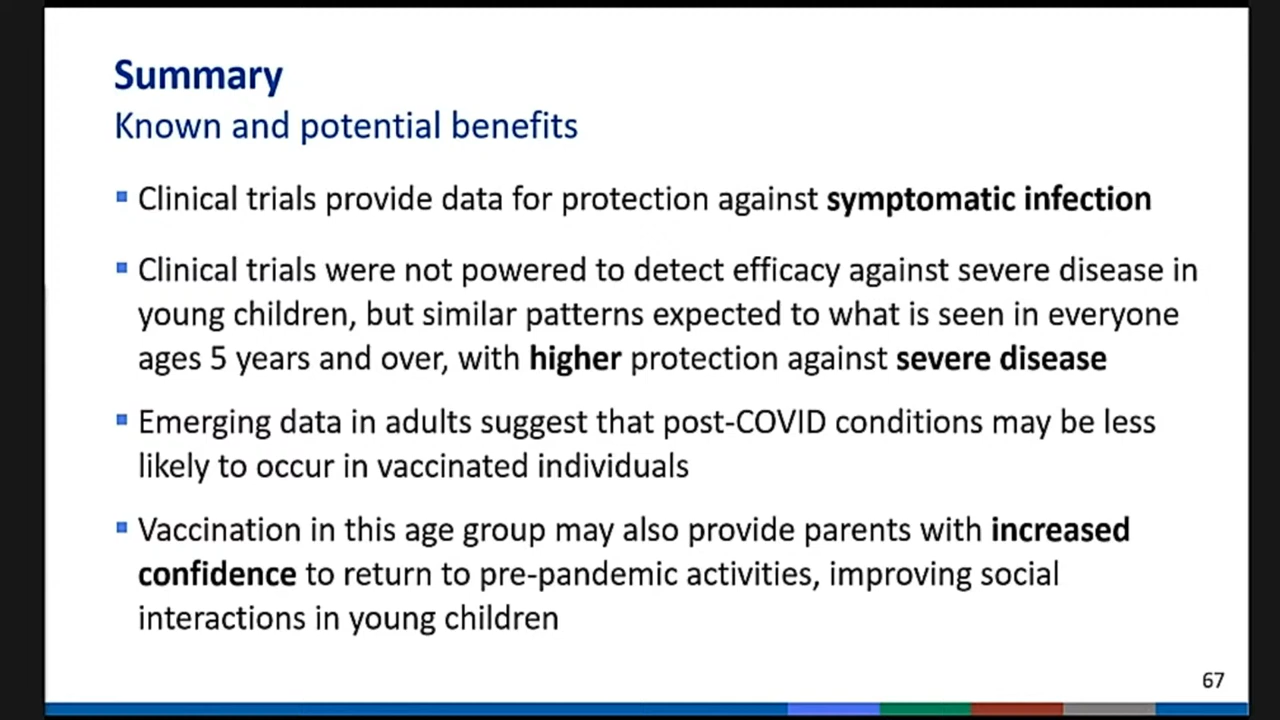 Summary
Known and potential benefits
Clinical trials provide data for protection against symptomatic infection
Clinical trials were not powered to detect efficacy against severe disease in
young children, but similar patterns expected to what is seen in everyone
ages 5 years and over, with higher protection against severe disease
Emerging data in adults suggest that post-COVID conditions may be less
likely to occur in vaccinated individuals
Vaccination in this age group may also provide parents with increased
confidence to return to pre-pandemic activities, improving social
interactions in young children
67